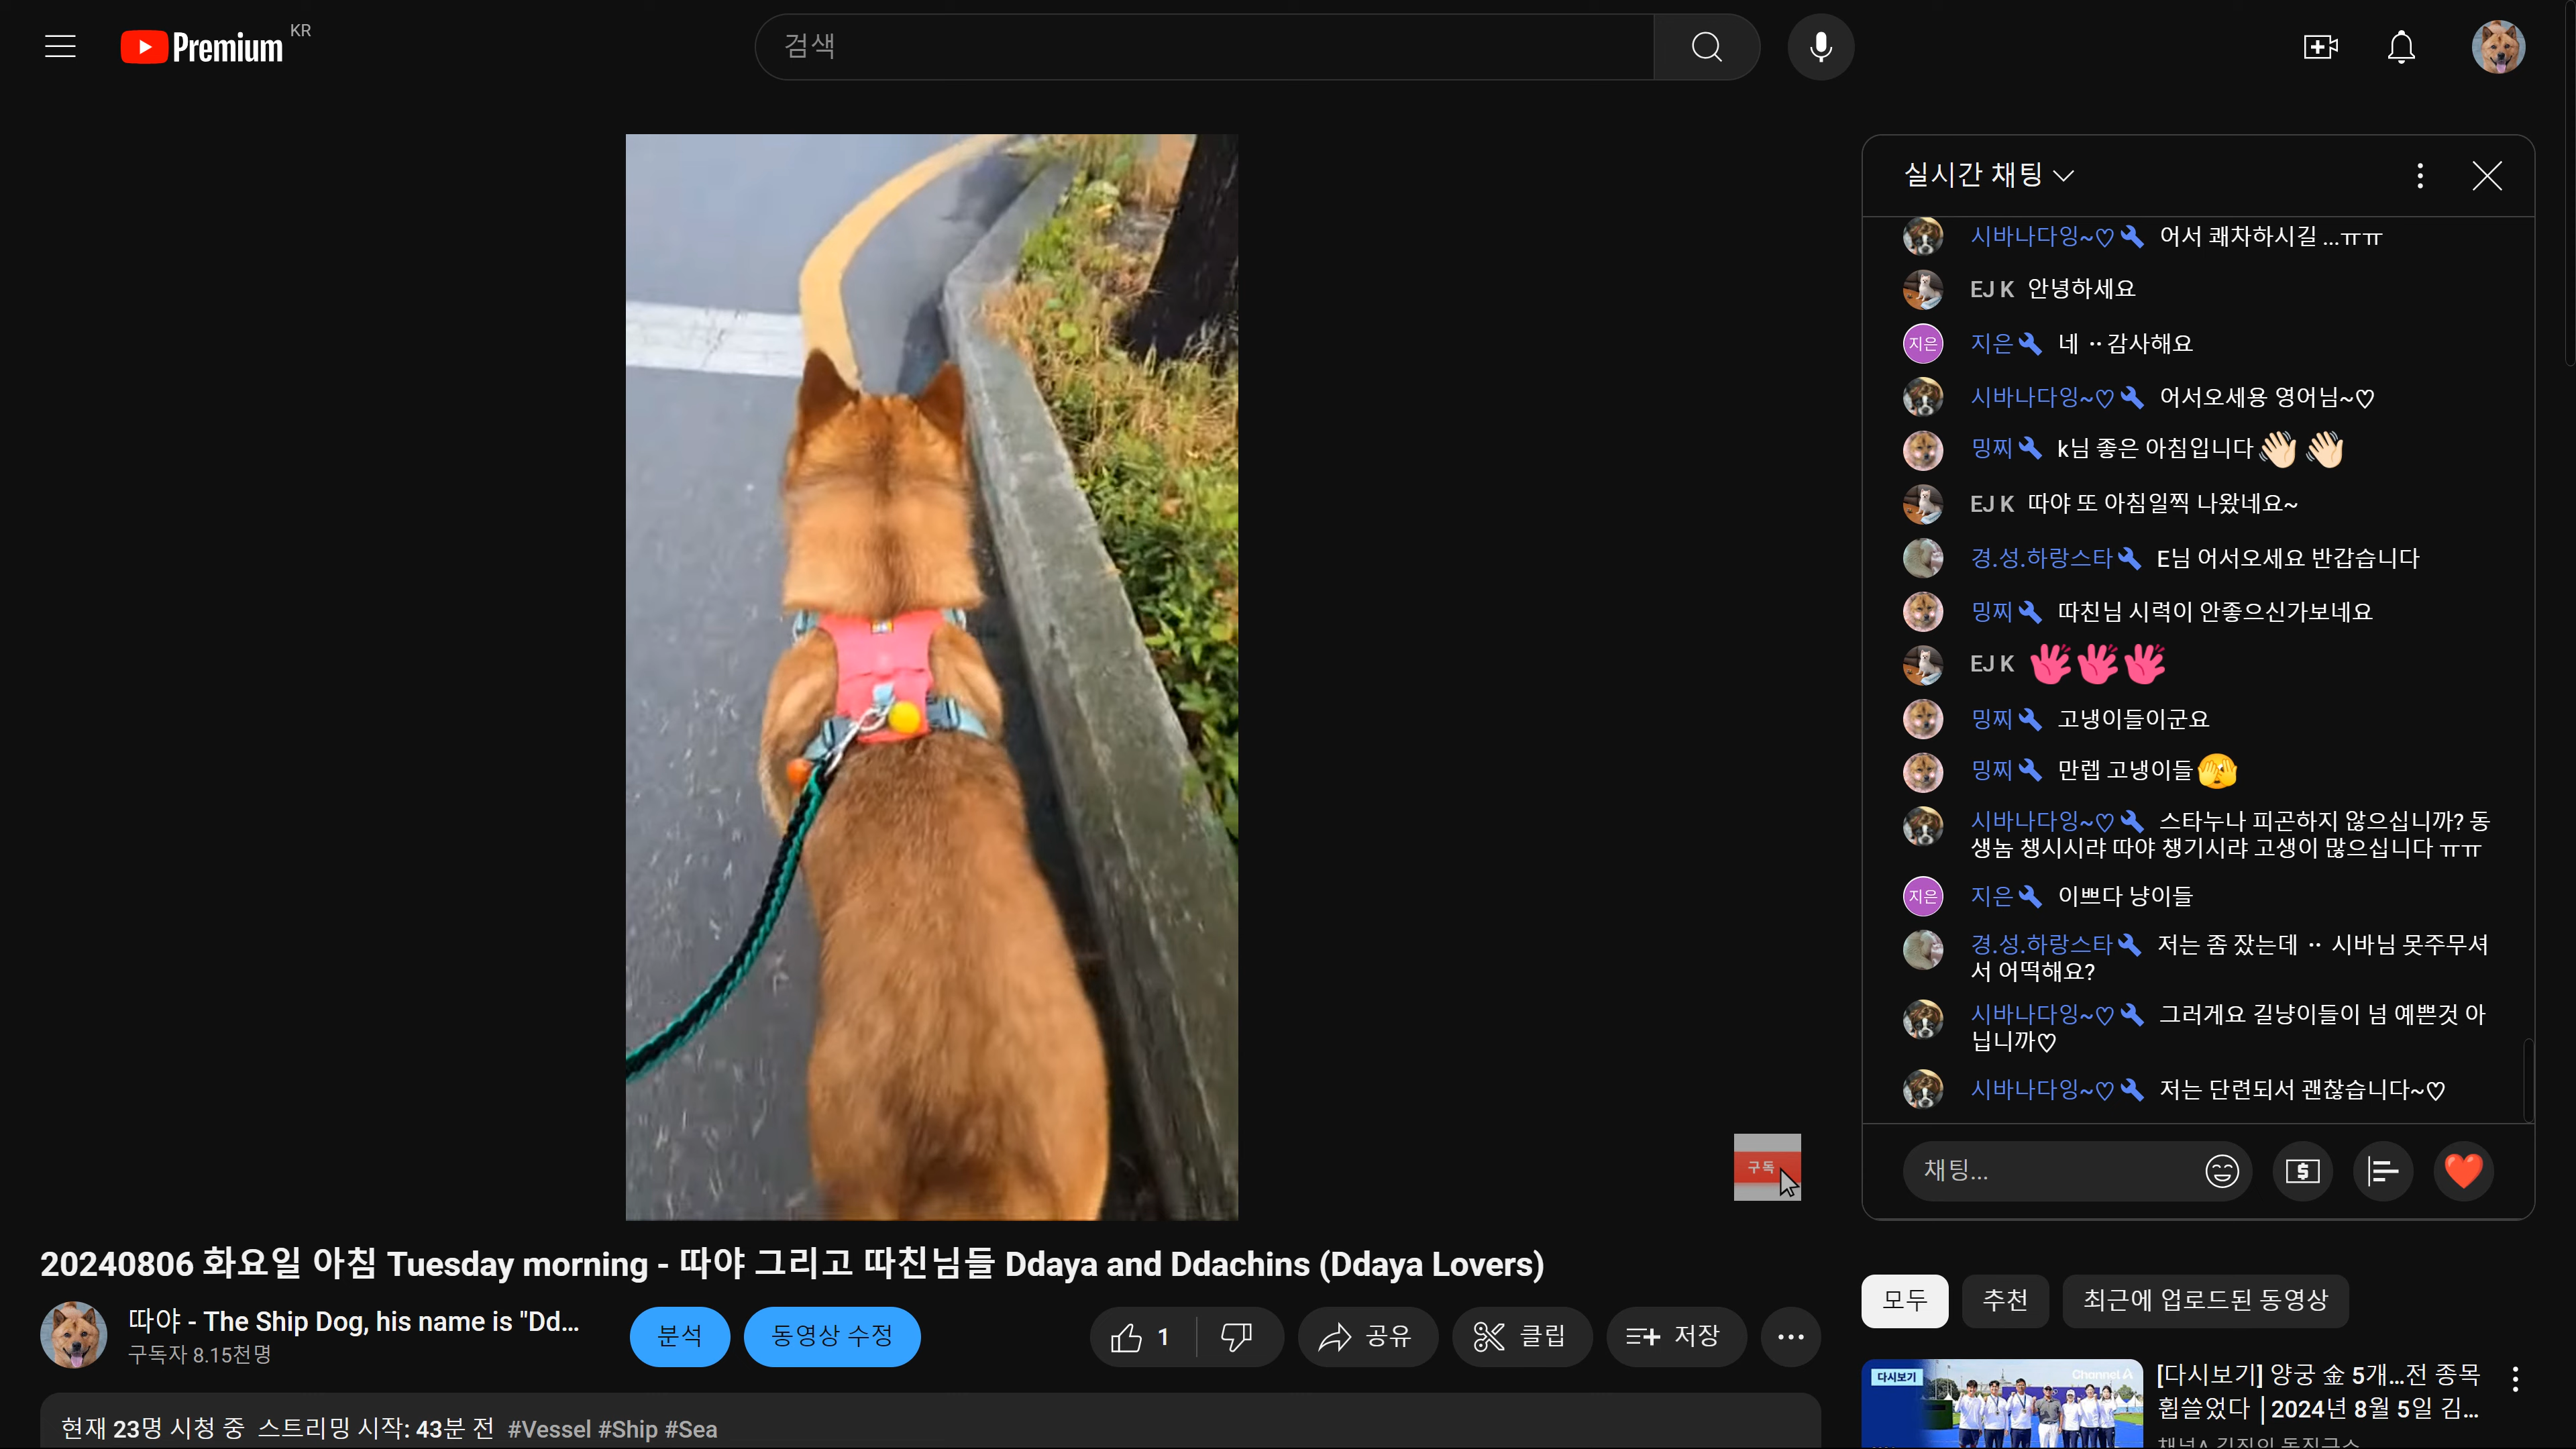 Premium KR
검색
구독
실시간 채팅
시바나다잉~♡ 어서 쾌차하시길 ...ㅠㅠ
EJ K 안녕하세요
지은 지은 네 ··감사해요
시바나다잉~♡ 어서오세용 영어님~♡
밍찌 k님 좋은 아침입니다👋🏻👋🏻
EJ K 따야 또 아침일찍 나왔네요~
경.성.하랑스타 E님 어서오세요 반갑습니다
밍찌 따친님 시력이 안좋으신가보네요
EJ K
밍찌 고냉이들이군요
밍찌 만렙 고냉이들🫣
시바나다잉~♡ 스타누나 피곤하지 않으십니까? 동
생놈 챙시시랴 따야 챙기시랴 고생이 많으십니다 ㅠㅠ
지은 지은 이쁘다 냥이들
경.성.하랑스타 저는 좀 잤는데 ·· 시바님 못주무셔
서 어떡해요?
시바나다잉~♡ 그러게요 길냥이들이 넘 예쁜것 아
닙니까♡
시바나다잉~♡ 저는 단련되서 괜찮습니다~♡
채팅...
20240806 화요일 아침 Tuesday morning - 따야 그리고 따친님들 Ddaya and Ddachins (Ddaya Lovers)
따야 - The Ship Dog, his name is "Dd...
구독자 8.15천명
분석
동영상 수정
1
공유
클립
저장
현재 23명 시청 중 스트리밍 시작: 43분 전 #Vessel #Ship #Sea
모두
추천
최근에 업로드된 동영상
다시보기
Channel A
[다시보기] 양궁 金 5개...전 종목
휩쓸었다 | 2024년 8월 5일 김...